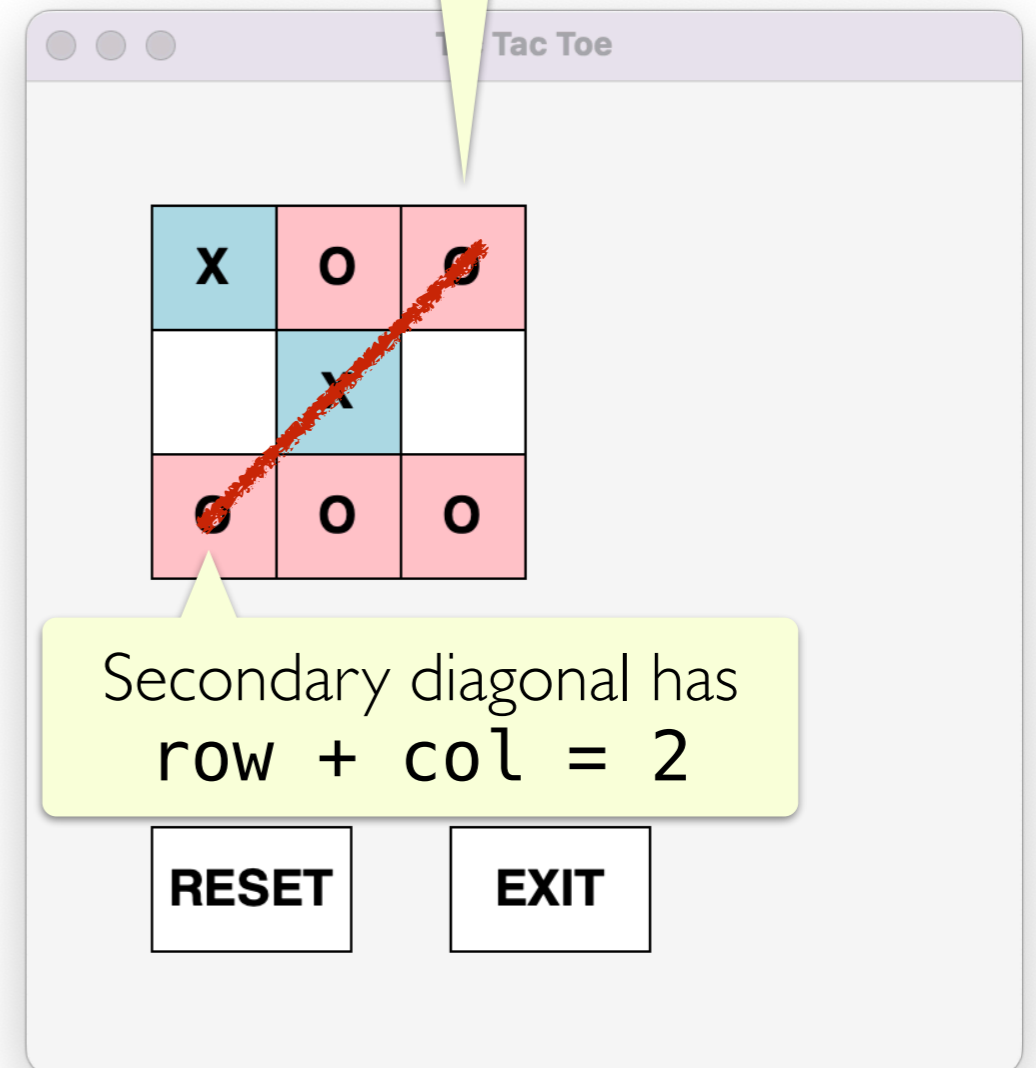 Tac Toe
X O O
X
O O O
Secondary diagonal has
row + col = 2
RESET EXIT